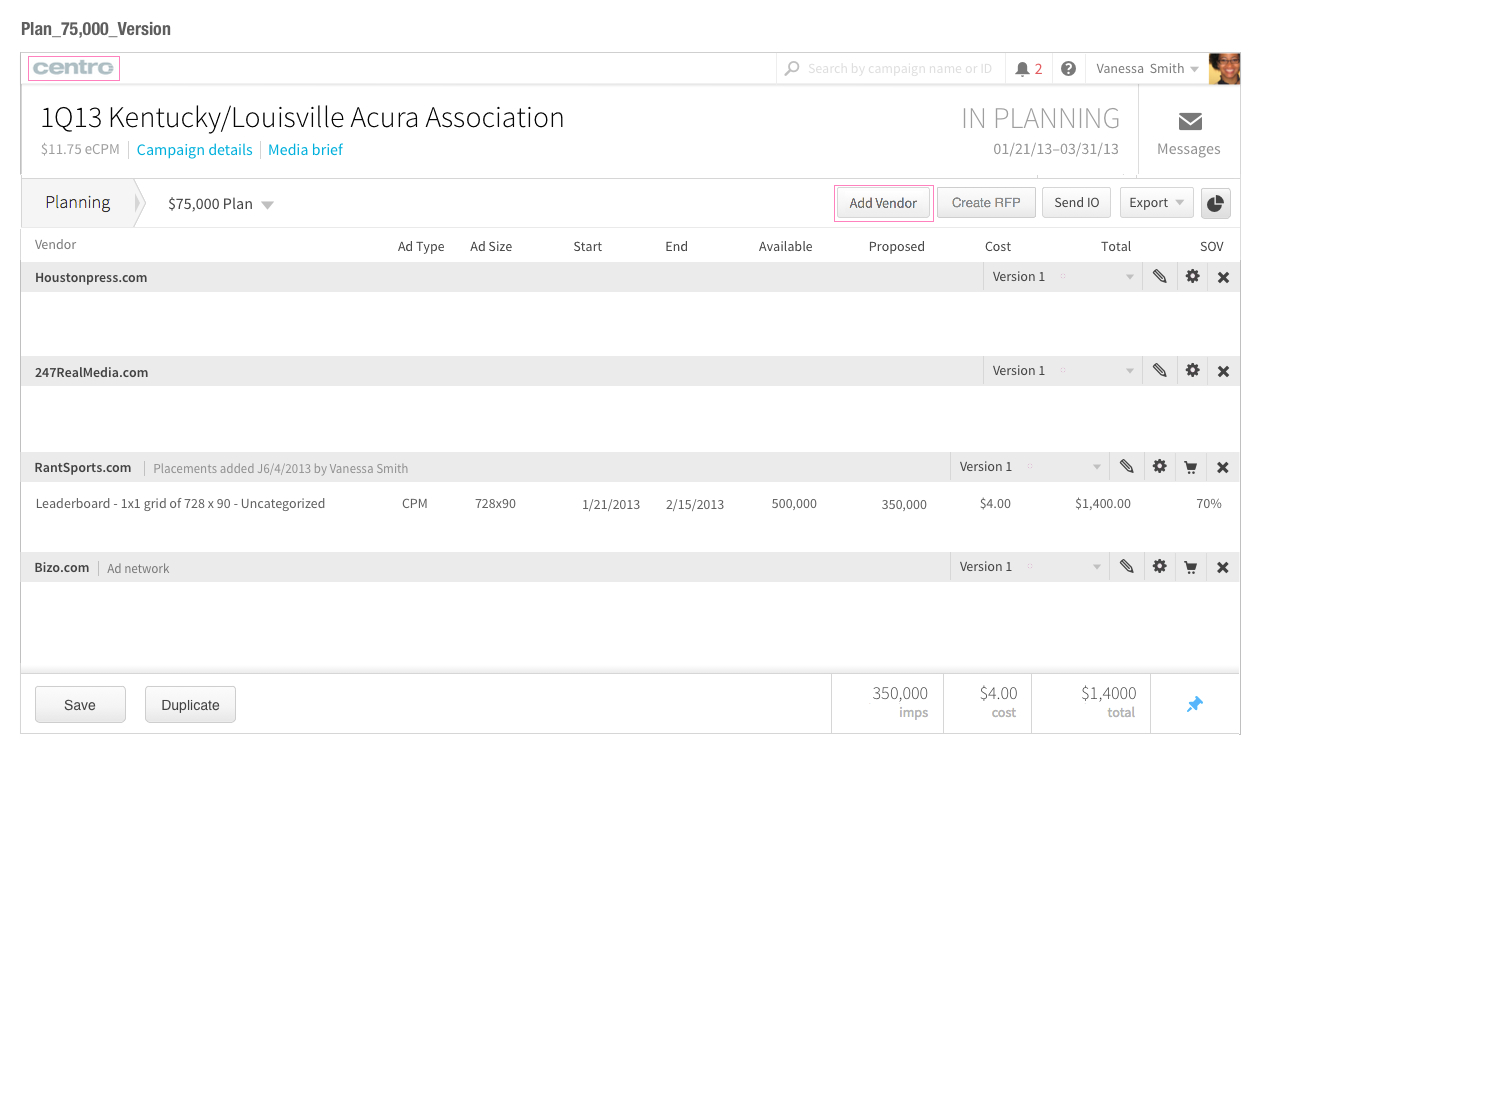 Plan_75,000_Version
centro
Search by campaign name or ID
2
?
Vanessa Smith
1Q13 Kentucky/Louisville Acura Association
IN PLANNING
$11.75 eCPM
Campaign details
Media brief
01/21/13–03/31/13
Messages
Planning
$75,000 Plan
Add Vendor
Create RFP
Send IO
Export
Vendor
Ad Type
Ad Size
Start
End
Available
Proposed
Cost
Total
SOV
Houstonpress.com
Version 1
247RealMedia.com
Version 1
RantSports.com
Placements added J6/4/2013 by Vanessa Smith
Version 1
Leaderboard - 1x1 grid of 728 x 90 - Uncategorized
CPM
728x90
1/21/2013
2/15/2013
500,000
350,000
$4.00
$1,400.00
70%
Bizo.com
Ad network
Version 1
Save
Duplicate
350,000
imps
$4.00
cost
$1,4000
total